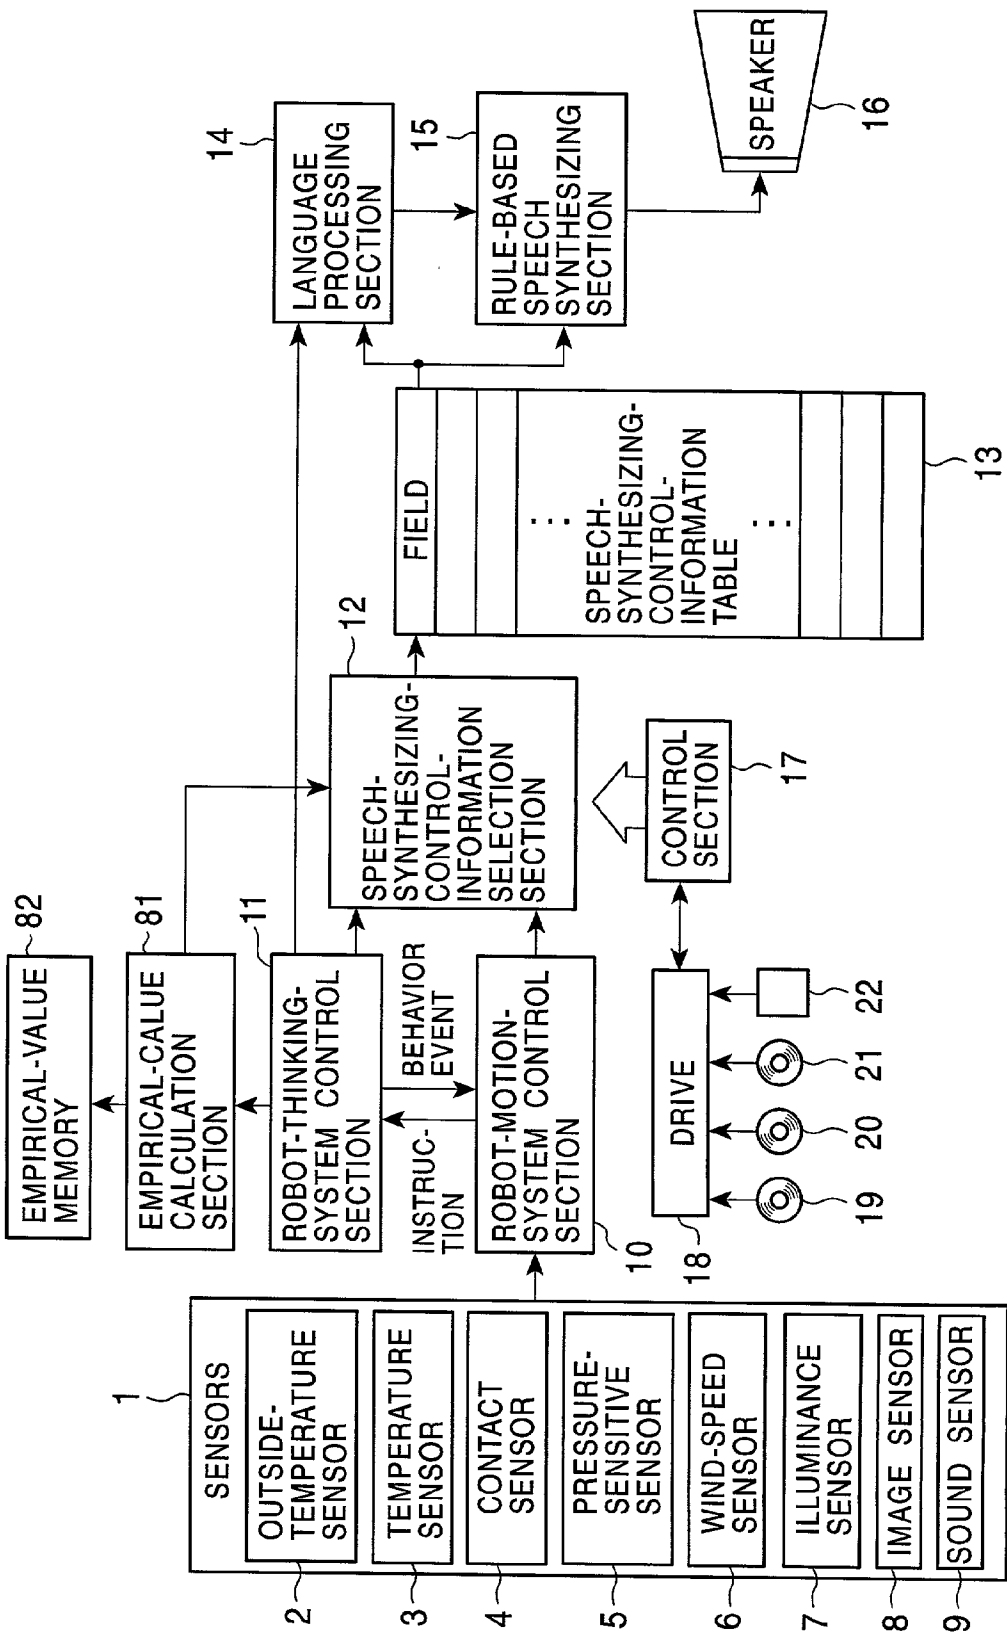 82
EMPIRICAL-VALUE
MEMORY
81
EMPIRICAL-CALUE
CALCULATION
SECTION
14
LANGUAGE
PROCESSING
SECTION
11
ROBOT-THINKING-
SYSTEM CONTROL
SECTION
12
SPEECH-
SYNTHESIZING-
CONTROL-
INFORMATION
SELECTION
SECTION
INSTRUC-
TION
BEHAVIOR
EVENT
ROBOT-MOTION-
SYSTEM CONTROL
SECTION
10
FIELD
⋮
SPEECH-
SYNTHESIZING-
CONTROL-
INFORMATION
TABLE
⋮
13
15
RULE-BASED
SPEECH
SYNTHESIZING
SECTION
SPEAKER
16
CONTROL
SECTION
17
DRIVE
18
19
20
21
22
1
SENSORS
2
OUTSIDE-
TEMPERATURE
SENSOR
3
TEMPERATURE
SENSOR
4
CONTACT
SENSOR
5
PRESSURE-
SENSITIVE
SENSOR
6
WIND-SPEED
SENSOR
7
ILLUMINANCE
SENSOR
8
IMAGE SENSOR
9
SOUND SENSOR